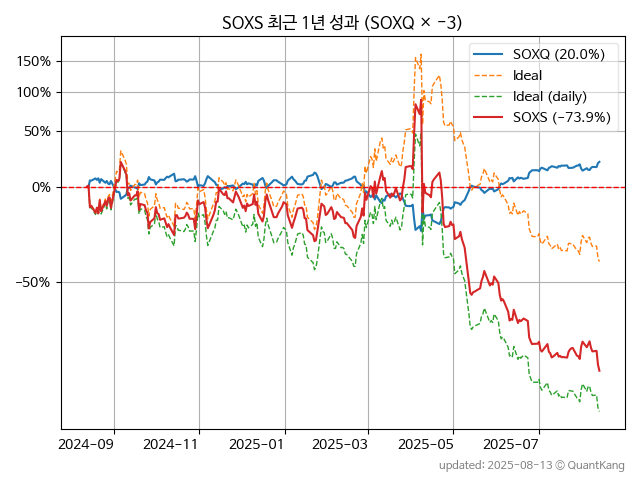 SOXS 최근 1년 성과 (SOXQ × −3)
SOXQ (20.0%)
Ideal
Ideal (daily)
SOXS (−73.9%)
150%
100%
50%
0%
−50%
2024−09
2024−11
2025−01
2025−03
2025−05
2025−07
updated: 2025−08−13 ⓒ QuantKang